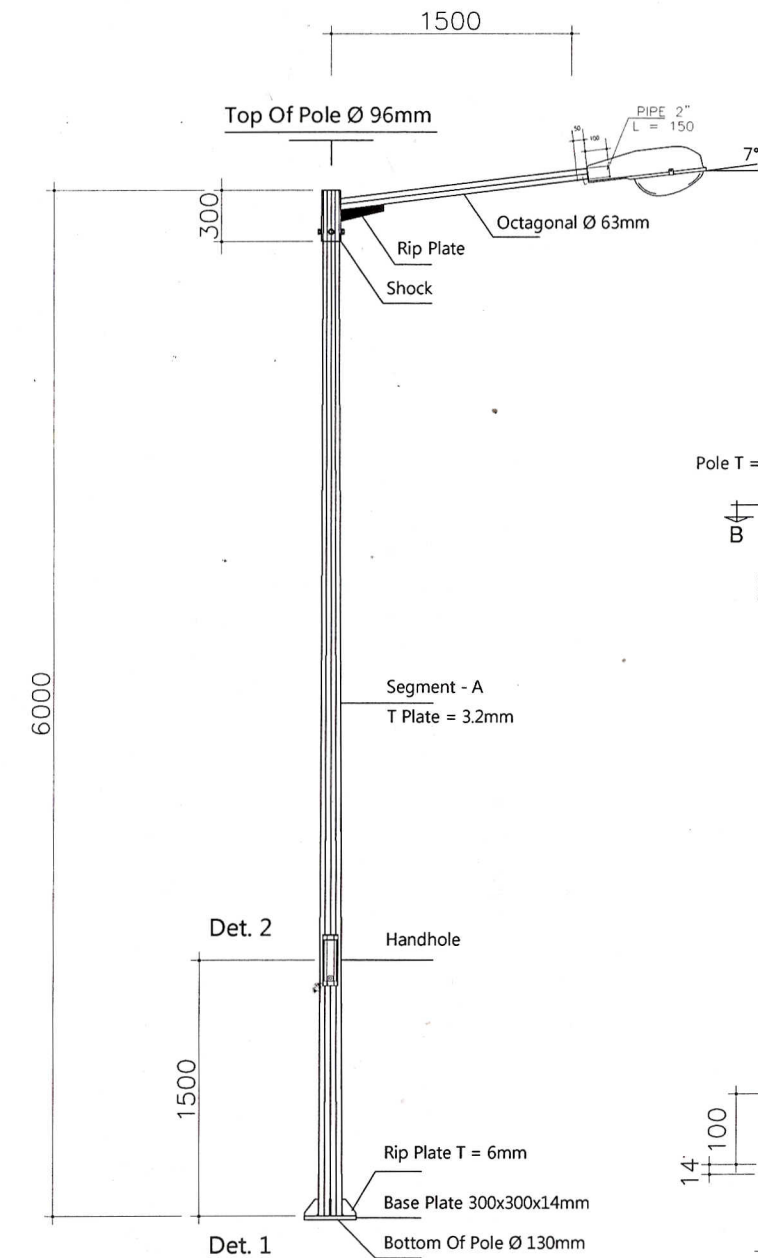 1500
Top Of Pole Ø 96mm
PIPE 2"
L = 150
50
100
7°
300
Octagonal Ø 63mm
Rip Plate
Shock
Pole T =
B
6000
Segment - A
T Plate = 3.2mm
Det. 2
Handhole
1500
100
14
Rip Plate T = 6mm
Base Plate 300x300x14mm
Det. 1
Bottom Of Pole Ø 130mm